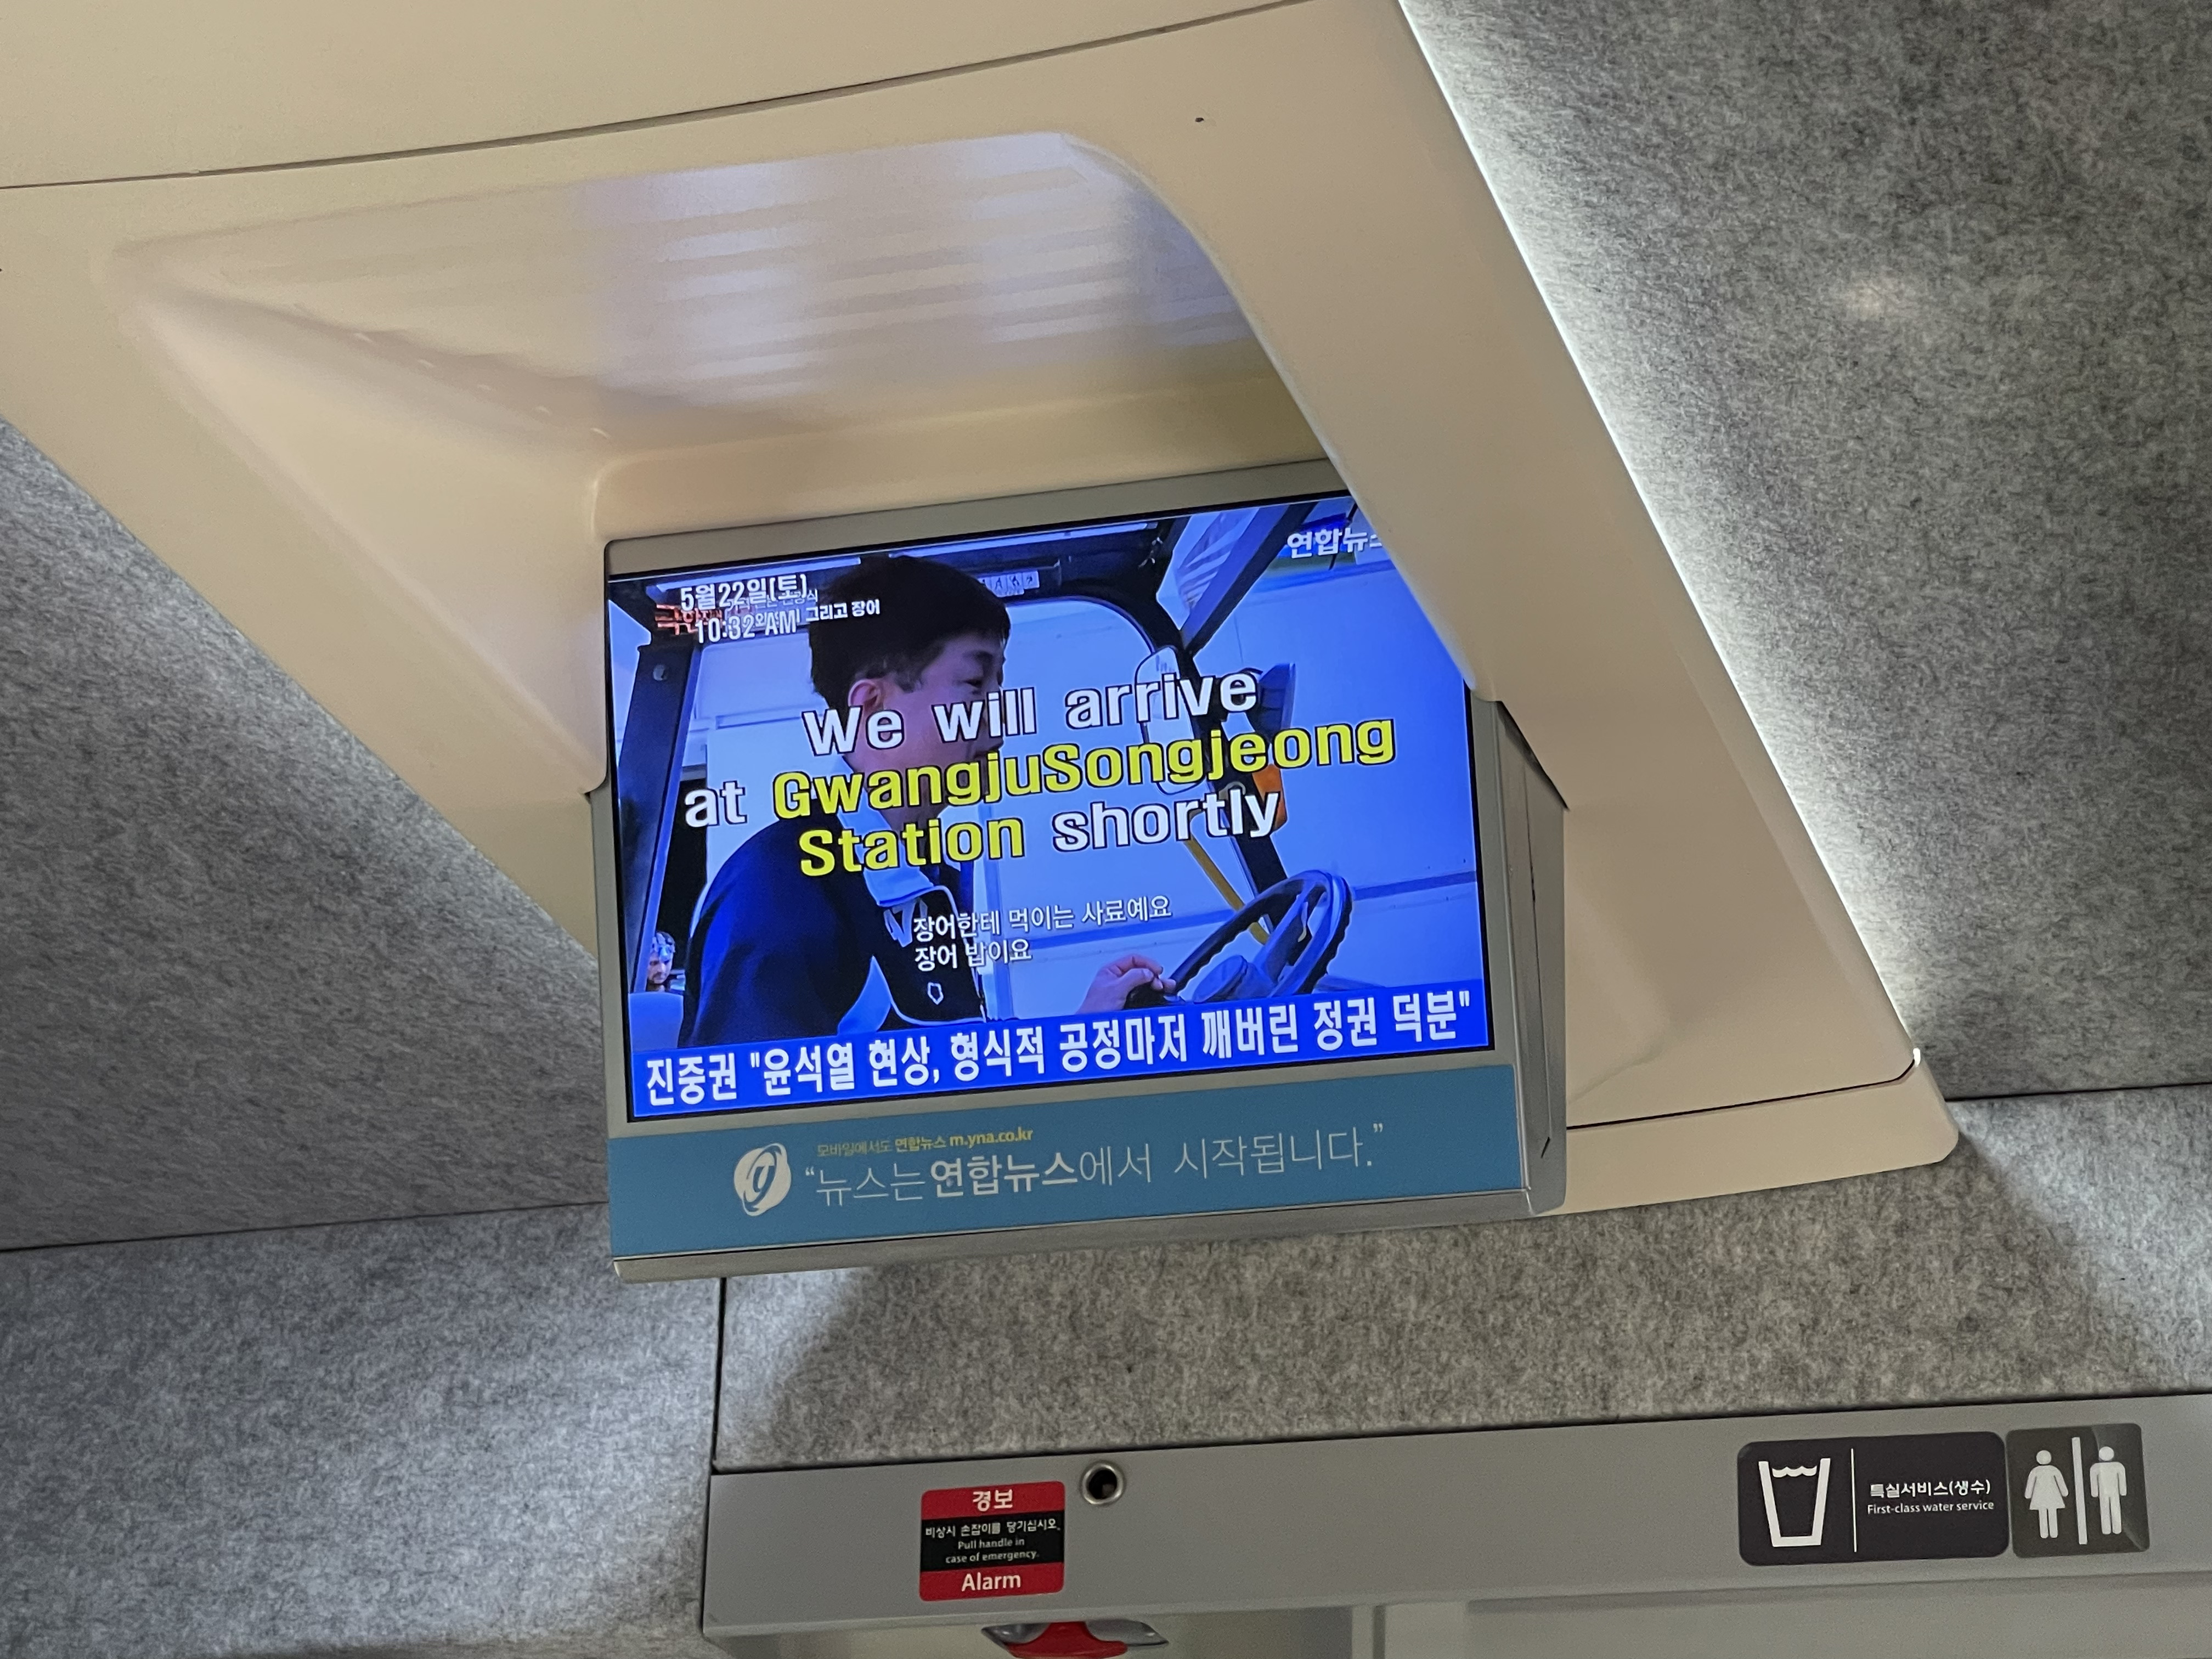 연합뉴
5월22일(토)
10:32 AM 그리고 장어
We will arrive
at GwangjuSongjeong
Station shortly
장어한테 먹이는 사료예요
장어 밥이요
진중권 "윤석열 현상, 형식적 공정마저 깨버린 정권 덕분"
모바일에서도 연합뉴스 m.yna.co.kr
“뉴스는 연합뉴스에서 시작됩니다.”
경보
비상시 손잡이를 당기십시오.
Pull handle in
case of emergency.
Alarm
특실서비스(생수)
First-class water service